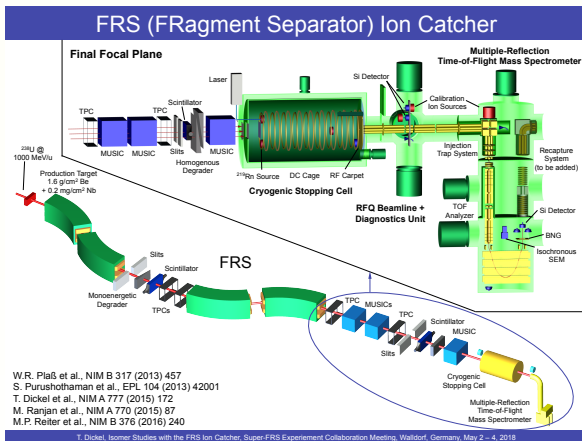 FRS (FRagment Separator) Ion Catcher
Final Focal Plane
Multiple-Reflection
Time-of-Flight Mass Spectrometer
Laser
Si Detector
Calibration
Ion Sources
TPC
Scintillator
TPC
MUSIC
MUSIC
Slits
MUSIC
Homogenous
Degrader
²¹⁹Rn Source
DC Cage
RF Carpet
Cryogenic Stopping Cell
Injection
Trap System
Recapture
System
(to be added)
RFQ Beamline +
Diagnostics Unit
TOF
Analyzer
Si Detector
BNG
Isochronous
SEM
²³⁸U @
1000 MeV/u
Production Target
1.6 g/cm² Be
+ 0.2 mg/cm² Nb
Slits
Scintillator
FRS
Monoenergetic
Degrader
TPCs
TPC
MUSICs
TPC
Scintillator
MUSIC
Slits
Cryogenic
Stopping Cell
Multiple-Reflection
Time-of-Flight
Mass Spectrometer
W.R. Plaß et al., NIM B 317 (2013) 457
S. Purushothaman et al., EPL 104 (2013) 42001
T. Dickel et al., NIM A 777 (2015) 172
M. Ranjan et al., NIM A 770 (2015) 87
M.P. Reiter et al., NIM B 376 (2016) 240
T. Dickel, Isomer Studies with the FRS Ion Catcher, Super-FRS Experiement Collaboration Meeting, Walldorf, Germany, May 2 – 4, 2018